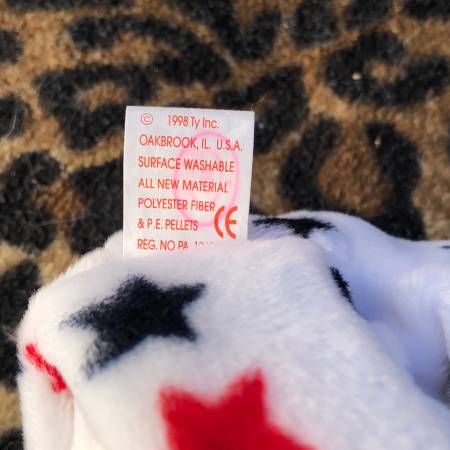 © 1998 Ty Inc.
OAKBROOK, IL. U.S.A.
SURFACE WASHABLE
ALL NEW MATERIAL
POLYESTER FIBER
& P.E. PELLETS CE
REG. NO PA.